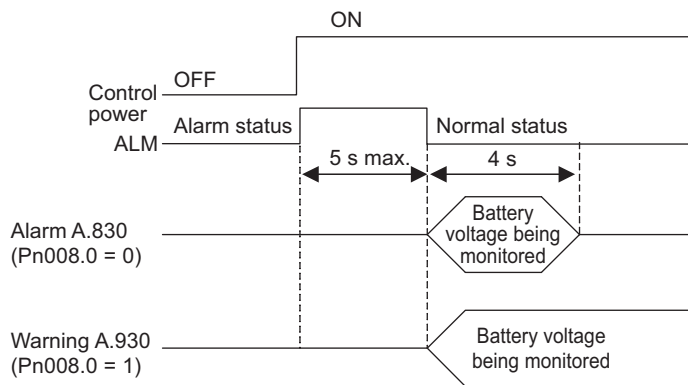 ON
OFF
Control
power
ALM
Alarm status
Normal status
5 s max.
4 s
Alarm A.830
(Pn008.0 = 0)
Battery
voltage being
monitored
Warning A.930
(Pn008.0 = 1)
Battery voltage
being monitored